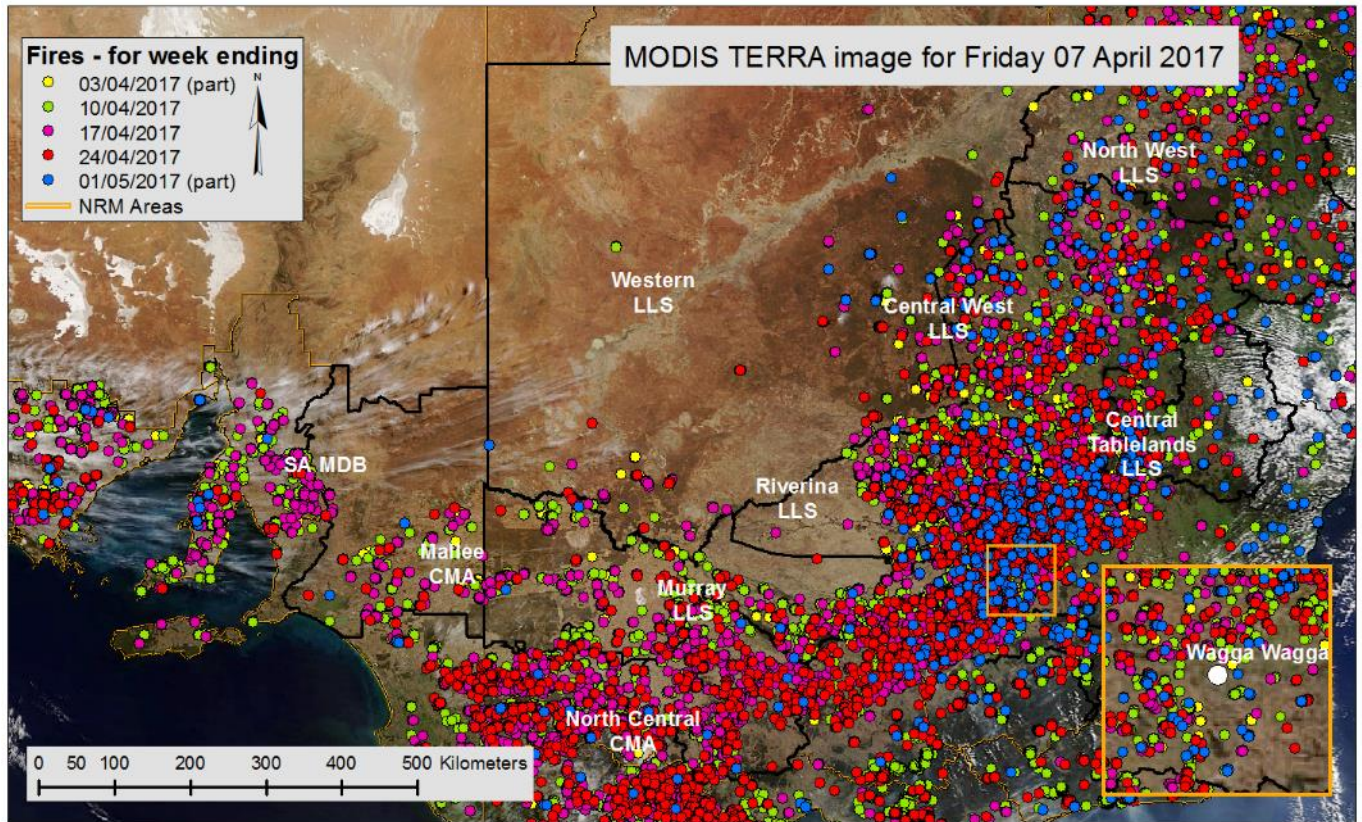 MODIS TERRA image for Friday 07 April 2017
Fires - for week ending
N
03/04/2017 (part)
10/04/2017
17/04/2017
24/04/2017
01/05/2017 (part)
NRM Areas
North West
LLS
Western
LLS
Central West
LLS
Central
Tablelands
LLS
SA MDB
Riverina
LLS
Mallee
CMA
Murray
LLS
Wagga Wagga
North Central
CMA
0 50 100 200 300 400 500 Kilometers